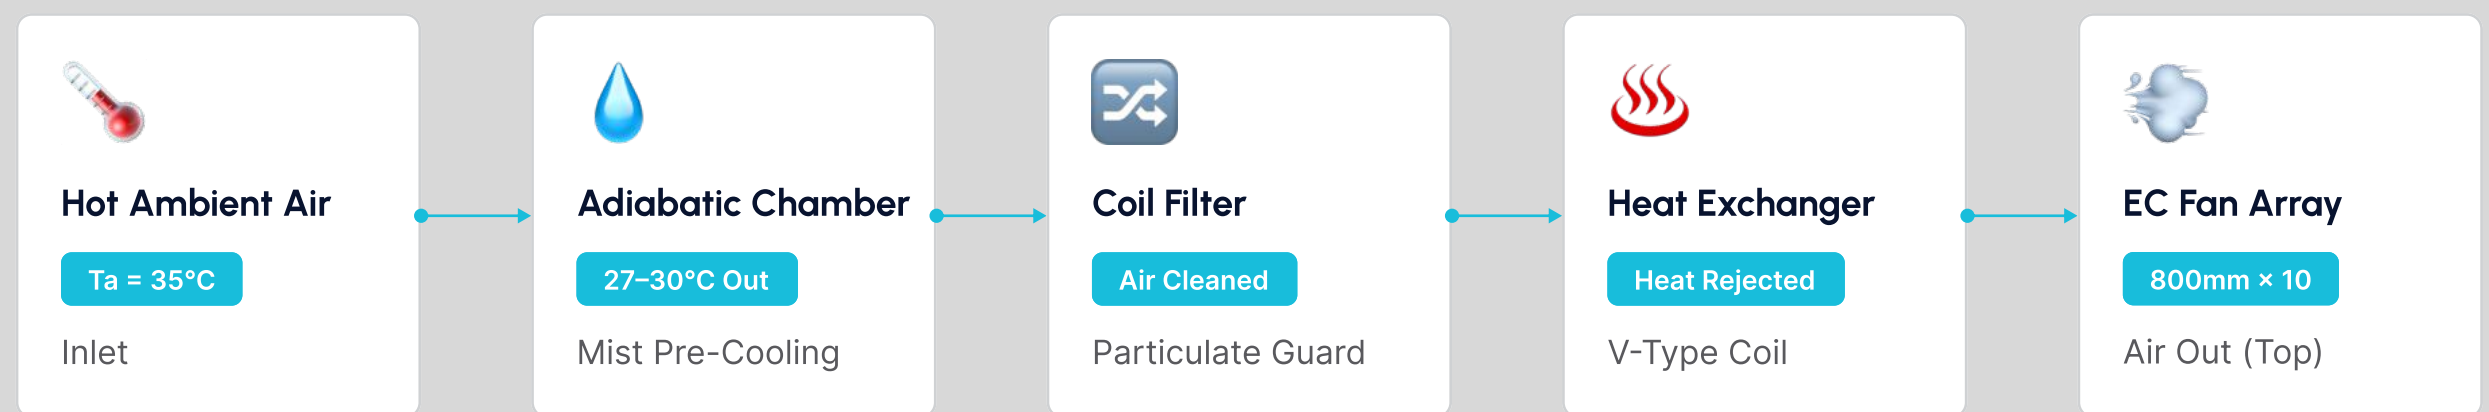 Hot Ambient Air
Ta = 35°C
Inlet
Adiabatic Chamber
27–30°C Out
Mist Pre-Cooling
Coil Filter
Air Cleaned
Particulate Guard
Heat Exchanger
Heat Rejected
V-Type Coil
EC Fan Array
800mm × 10
Air Out (Top)